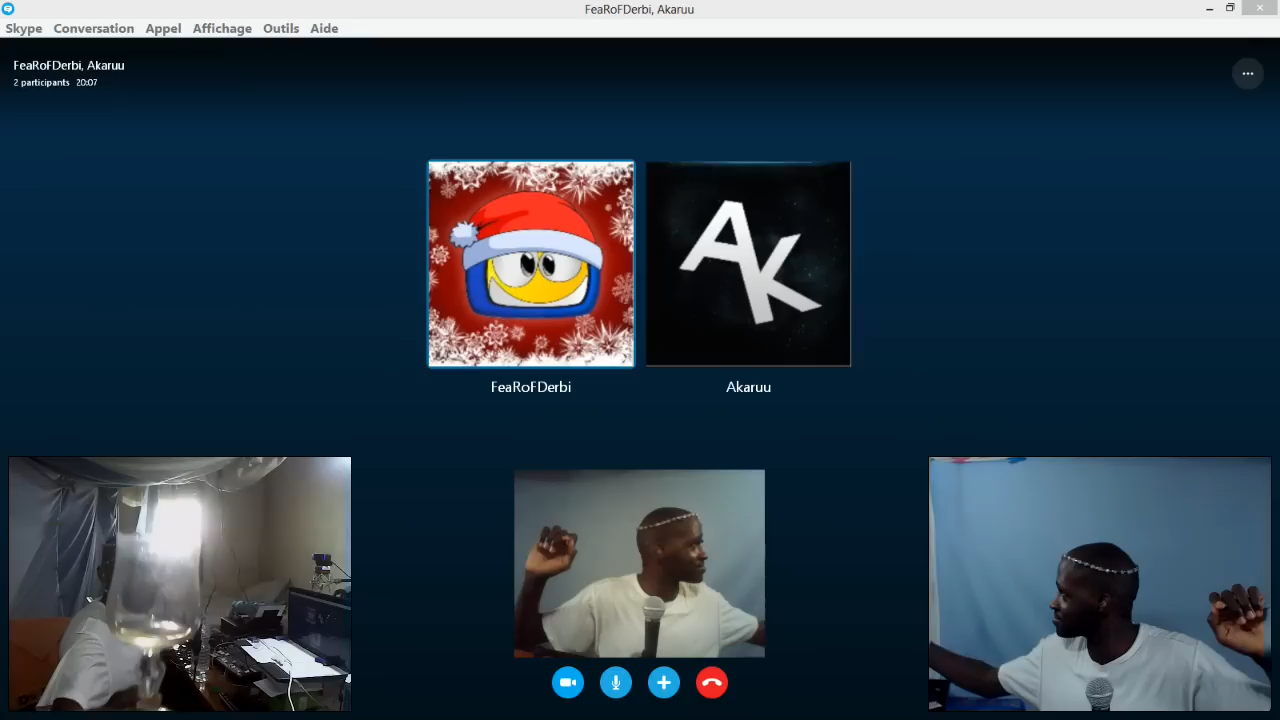 FeaRoFDerbi, Akaruu
Skype Conversation Appel Affichage Outils Aide
FeaRoFDerbi, Akaruu
2 participants 20:07
AK
FeaRoFDerbi
Akaruu